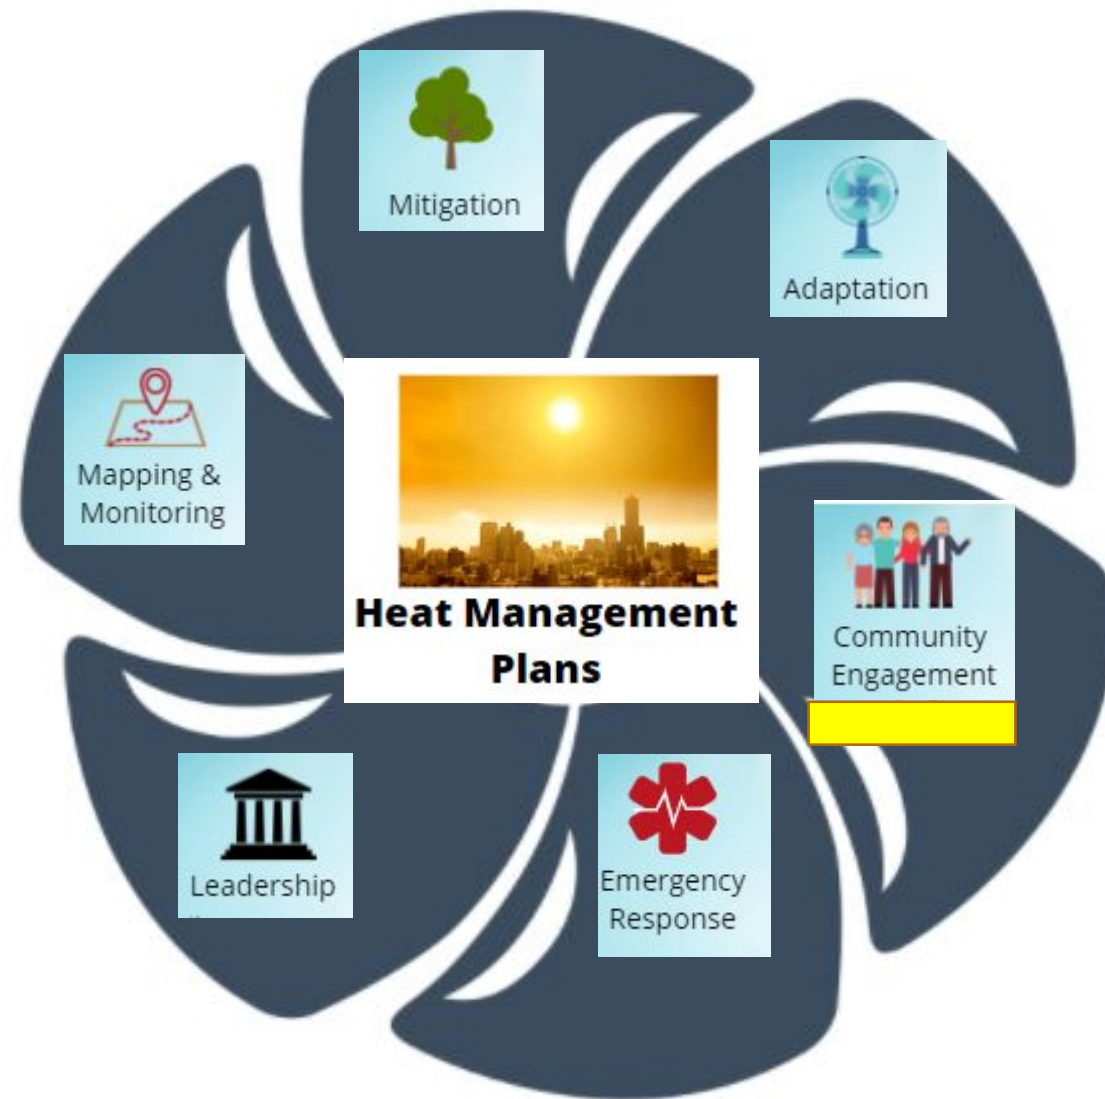 Mitigation
Adaptation
Mapping &
Monitoring
Heat Management
Plans
Community
Engagement
Leadership
Emergency
Response